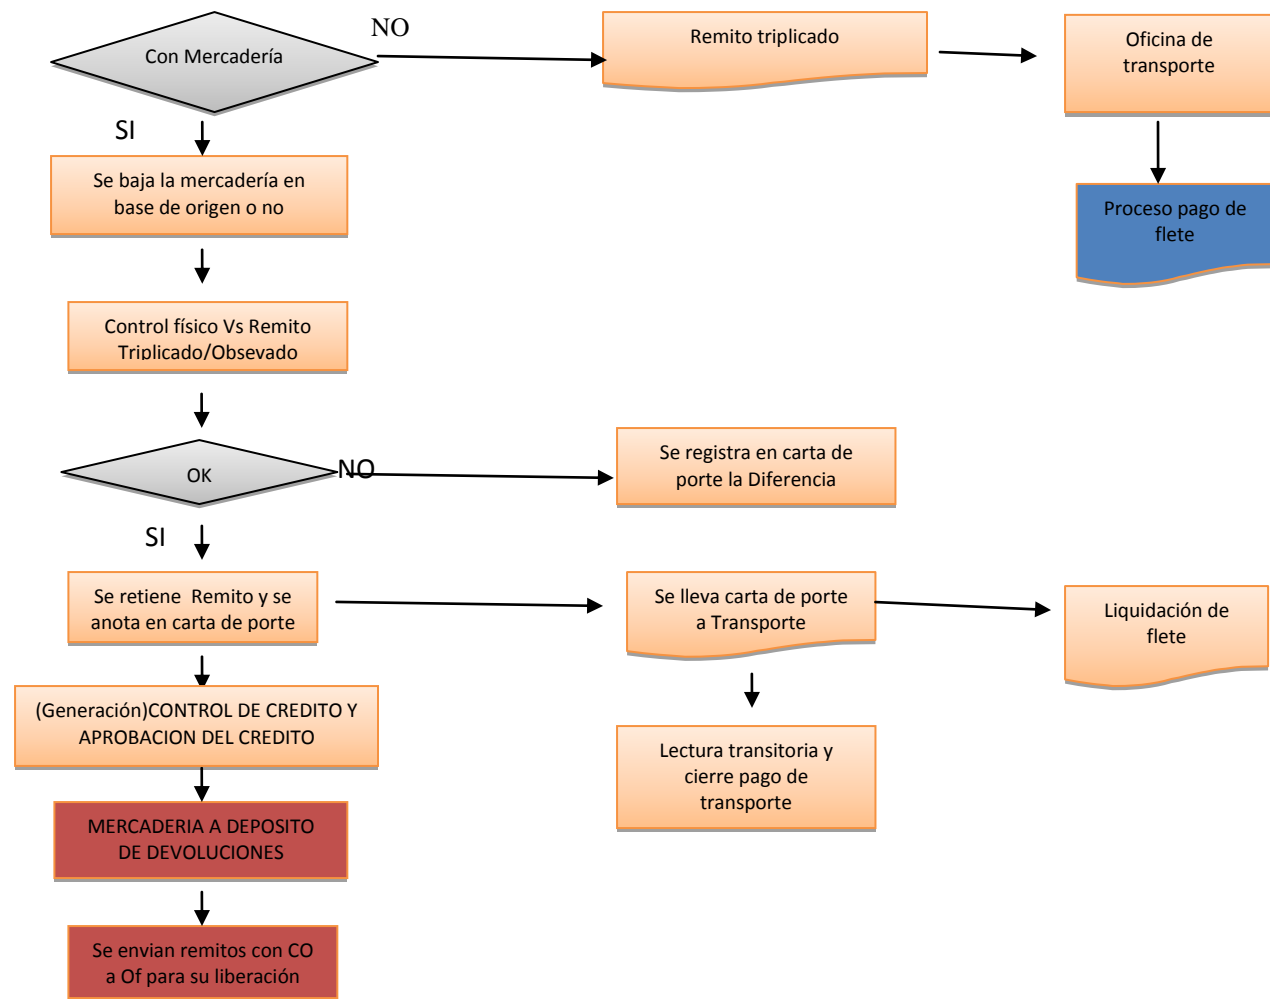 Con Mercadería
NO
Remito triplicado
Oficina de
transporte
SI
Se baja la mercadería en
base de origen o no
Proceso pago de
flete
Control físico Vs Remito
Triplicado/Obsevado
OK
NO
Se registra en carta de
porte la Diferencia
SI
Se retiene  Remito y se
anota en carta de porte
Se lleva carta de porte
a Transporte
Liquidación de
flete
(Generación)CONTROL DE CREDITO Y
APROBACION DEL CREDITO
Lectura transitoria y
cierre pago de
transporte
MERCADERIA A DEPOSITO
DE DEVOLUCIONES
Se envian remitos con CO
a Of para su liberación